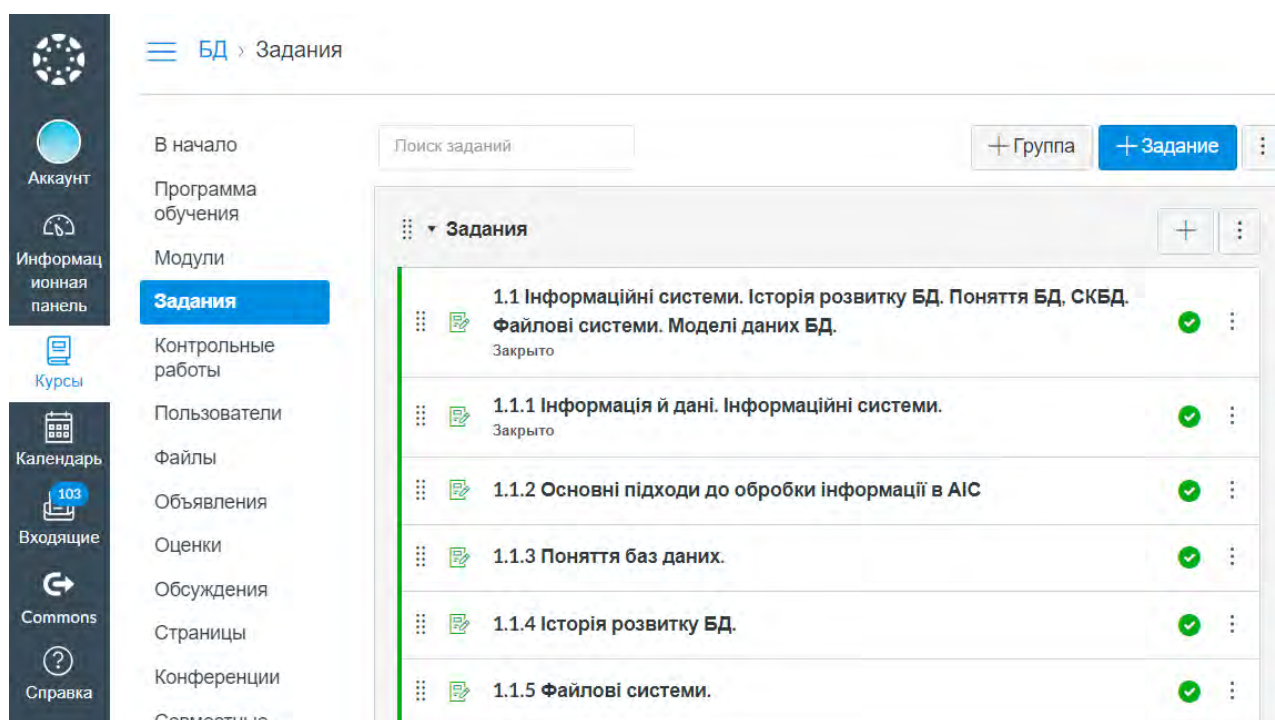 БД › Задания
Аккаунт
Информац
ионная
панель
Курсы
Календарь
103
Входящие
Commons
Справка
В начало
Программа
обучения
Модули
Задания
Контрольные
работы
Пользователи
Файлы
Объявления
Оценки
Обсуждения
Страницы
Конференции
Поиск заданий
+ Группа
+ Задание
Задания
1.1 Інформаційні системи. Історія розвитку БД. Поняття БД, СКБД.
Файлові системи. Моделі даних БД.
Закрыто
1.1.1 Інформація й дані. Інформаційні системи.
Закрыто
1.1.2 Основні підходи до обробки інформації в АІС
1.1.3 Поняття баз даних.
1.1.4 Історія розвитку БД.
1.1.5 Файлові системи.